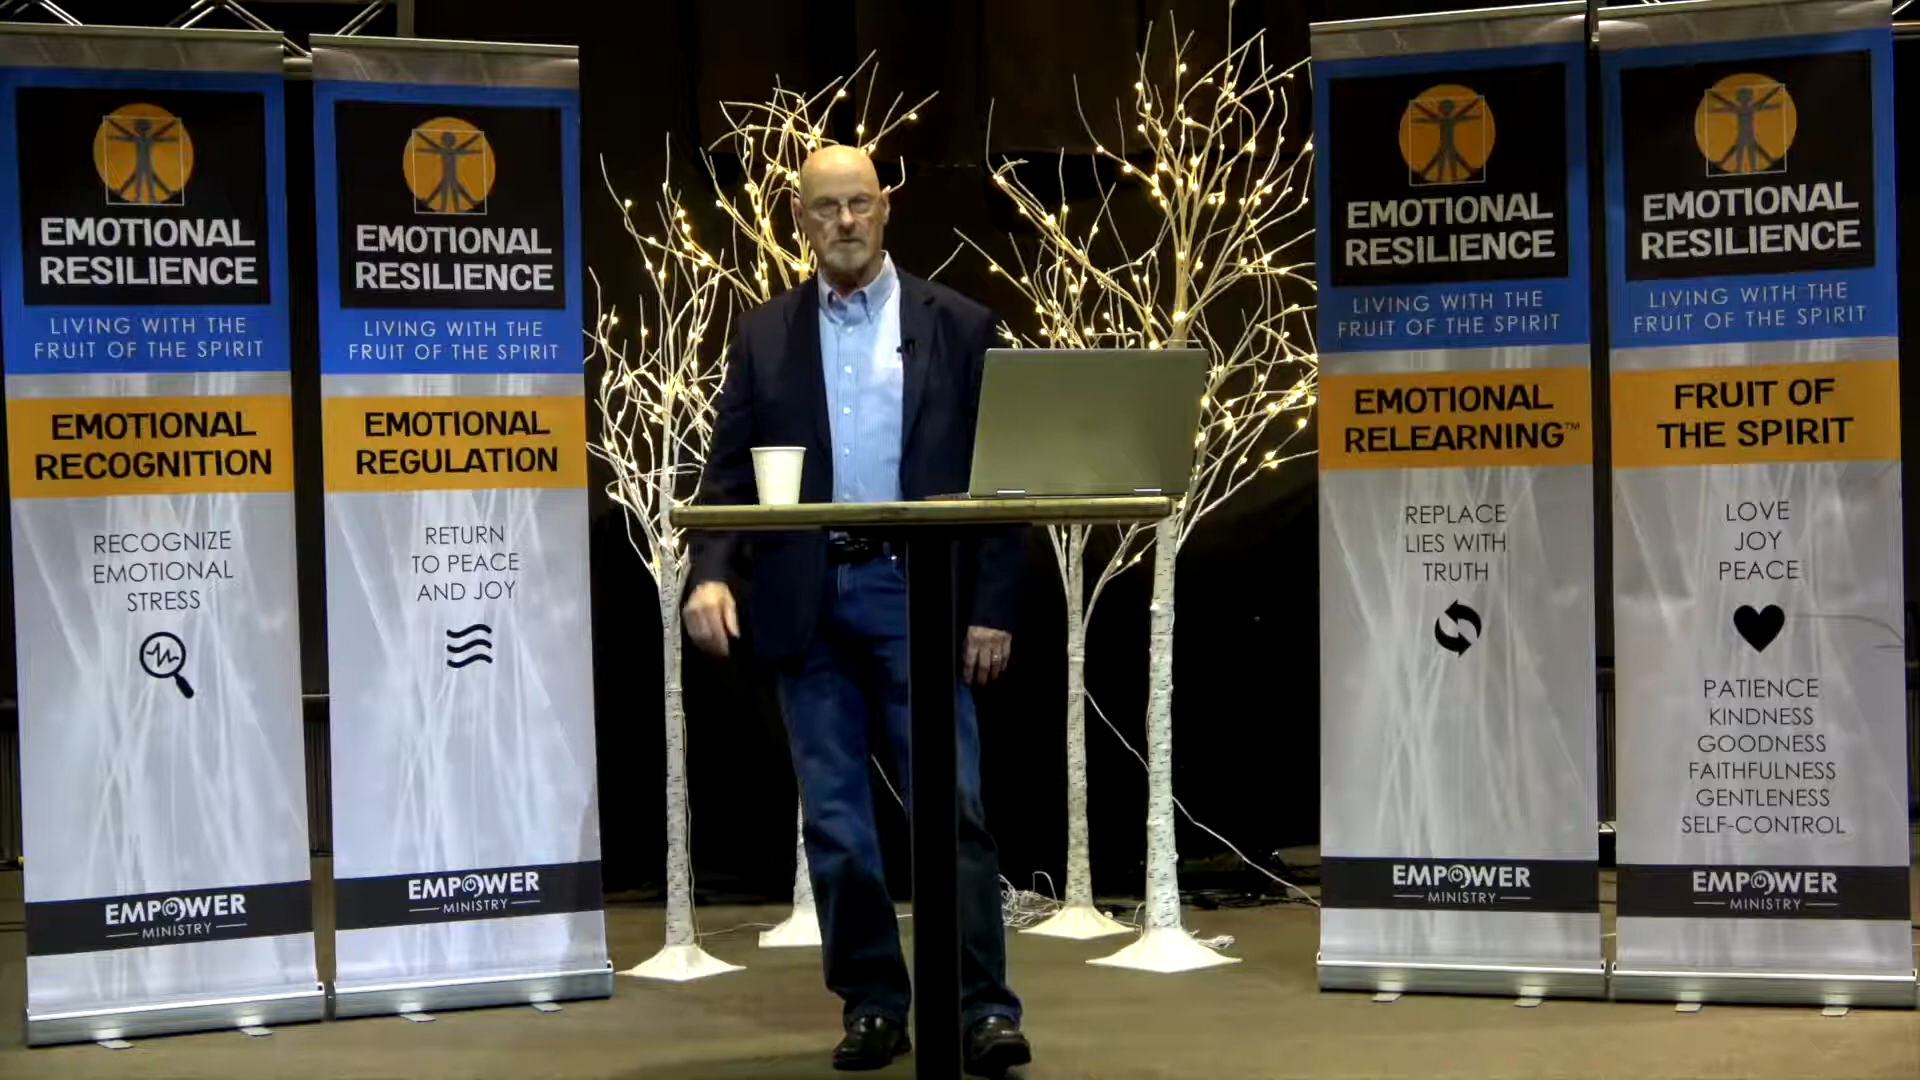 EMOTIONAL
RESILIENCE
LIVING WITH THE
FRUIT OF THE SPIRIT
EMOTIONAL
RECOGNITION
RECOGNIZE
EMOTIONAL
STRESS
EMPOWER
MINISTRY
EMOTIONAL
RESILIENCE
LIVING WITH THE
FRUIT OF THE SPIRIT
EMOTIONAL
REGULATION
RETURN
TO PEACE
AND JOY
EMPOWER
MINISTRY
EMOTIONAL
RESILIENCE
LIVING WITH THE
FRUIT OF THE SPIRIT
EMOTIONAL
RELEARNING™
REPLACE
LIES WITH
TRUTH
EMPOWER
MINISTRY
EMOTIONAL
RESILIENCE
LIVING WITH THE
FRUIT OF THE SPIRIT
FRUIT OF
THE SPIRIT
LOVE
JOY
PEACE
PATIENCE
KINDNESS
GOODNESS
FAITHFULNESS
GENTLENESS
SELF-CONTROL
EMPOWER
MINISTRY